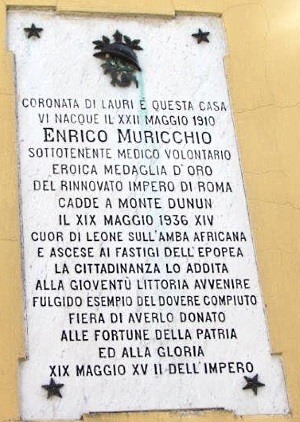 CORONATA DI LAURI È QUESTA CASA
VI NACQUE IL XXII MAGGIO 1910
ENRICO MURICCHIO
SOTTOTENENTE MEDICO VOLONTARIO
EROICA MEDAGLIA D'ORO
DEL RINNOVATO IMPERO DI ROMA
CADDE A MONTE DUNUN
IL XIX MAGGIO 1936 XIV
CUOR DI LEONE SULL'AMBA AFRICANA
E ASCESE AI FASTIGI DELL'EPOPEA
LA CITTADINANZA LO ADDITA
ALLA GIOVENTÙ LITTORIA AVVENIRE
FULGIDO ESEMPIO DEL DOVERE COMPIUTO
FIERA DI AVERLO DONATO
ALLE FORTUNE DELLA PATRIA
ED ALLA GLORIA
XIX MAGGIO XV II DELL'IMPERO